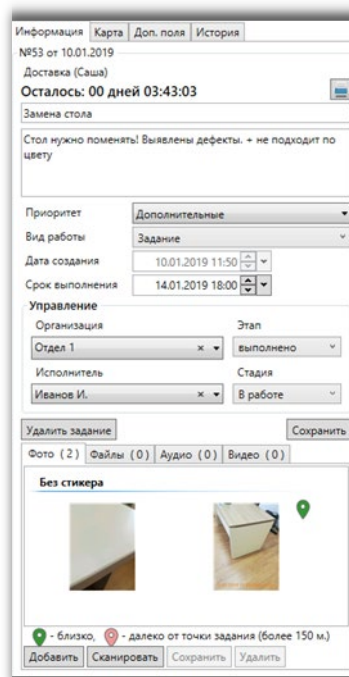 Информация Карта Доп. поля История
№53 от 10.01.2019
Доставка (Саша)
Осталось: 00 дней 03:43:03
Замена стола
Стол нужно поменять! Выявлены дефекты. + не подходит по
цвету
Приоритет Дополнительные
Вид работы Задание
Дата создания 10.01.2019 11:50
Срок выполнения 14.01.2019 18:00
Управление
Организация Этап
Отдел 1 выполнено
Исполнитель Стадия
Иванов И. В работе
Удалить задание Сохранить
Фото (2) Файлы (0) Аудио (0) Видео (0)
Без стикера
- близко, - далеко от точки задания (более 150 м.)
Добавить Сканировать Сохранить Удалить